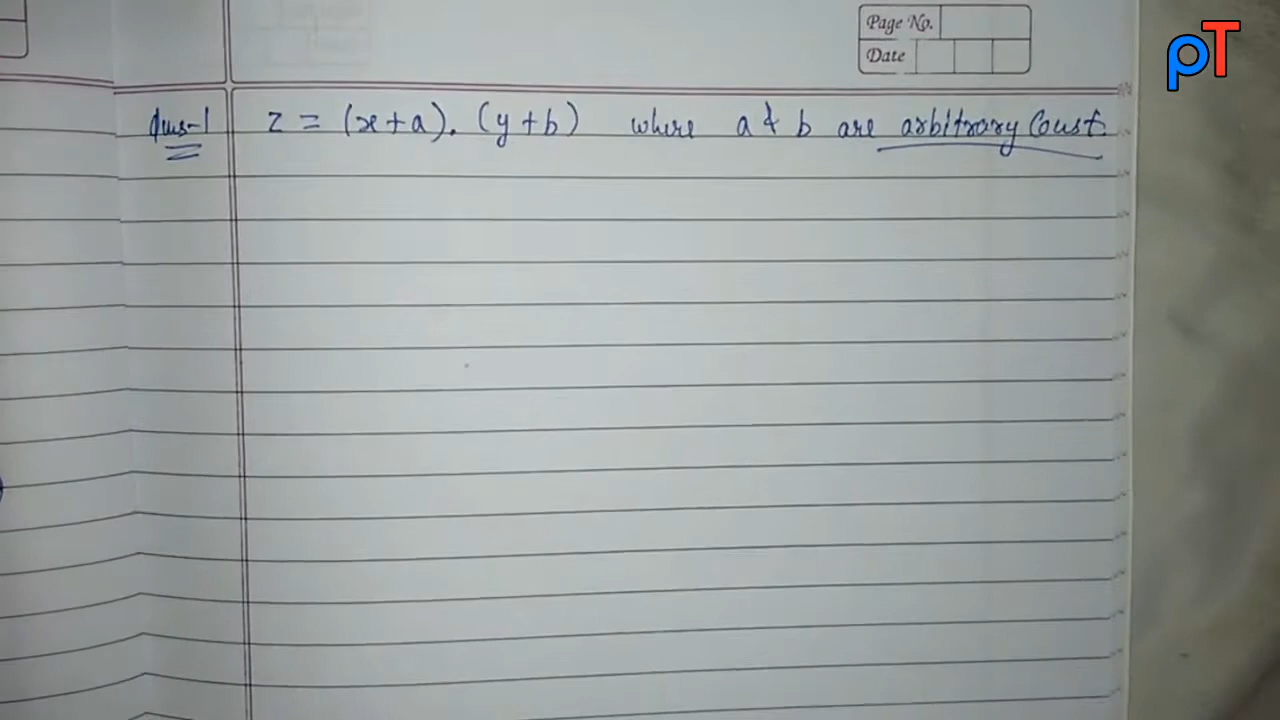 Page No.
Date
pT
Ques-1 z = (x+a). (y+b) where a & b are arbitrary Const.